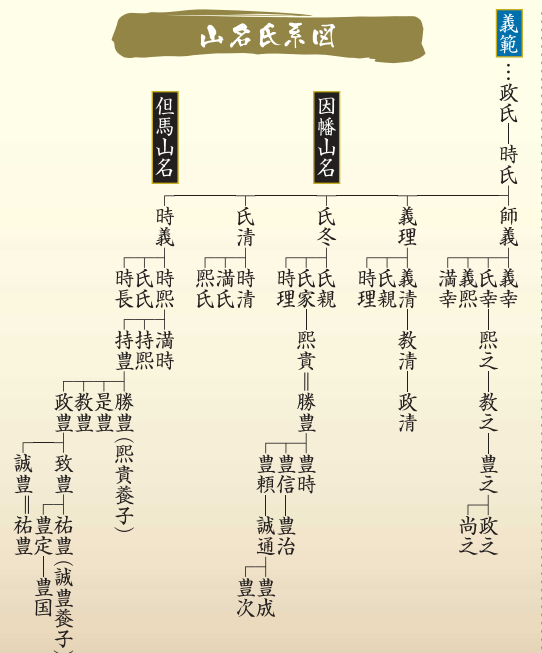 山名氏系図
義範
政氏
時氏
因幡山名
但馬山名
師義
義理
氏冬
氏清
時義
義幸
氏幸
義熙
満幸
義清
氏親
時理
氏親
氏家
時理
時清
満氏
熙氏
時熙
氏氏
時長
熙之
教之
豊之
政之
尚之
教清
政清
熙貴
勝豊
豊時
豊信
豊頼
豊治
誠通
豊成
豊次
満時
持熙
持豊
勝豊(熙貴養子)
是豊
教豊
政豊
致豊
誠豊
祐豊(誠豊養子)
豊定
豊国
祐豊